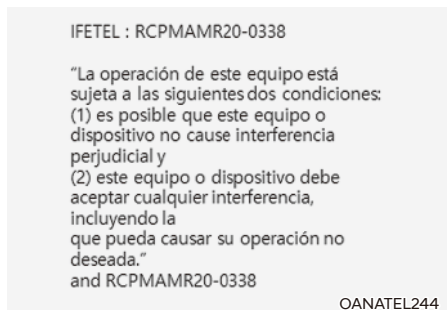 IFETEL : RCPMAMR20-0338
“La operación de este equipo está
sujeta a las siguientes dos condiciones:
(1) es posible que este equipo o
dispositivo no cause interferencia
perjudicial y
(2) este equipo o dispositivo debe
aceptar cualquier interferencia,
incluyendo la
que pueda causar su operación no
deseada.”
and RCPMAMR20-0338
OANATEL244